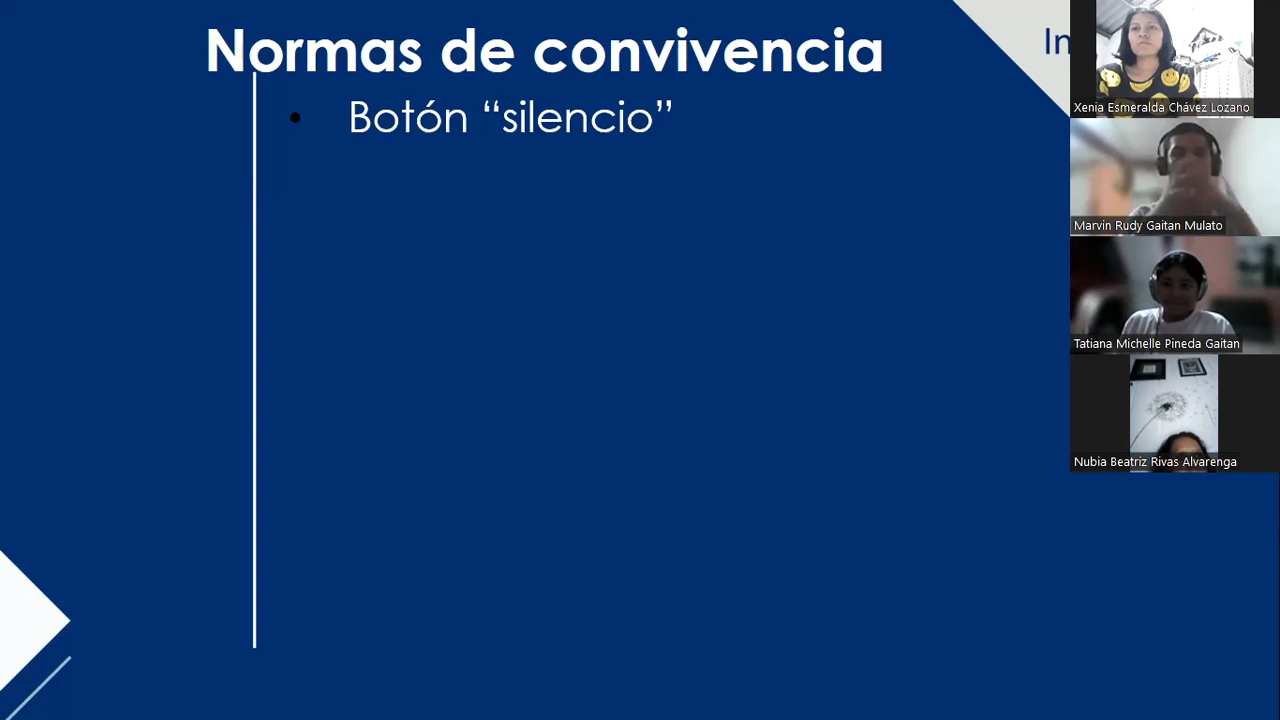 Normas de convivencia
In
• Botón “silencio”
Xenia Esmeralda Chávez Lozano
Marvin Rudy Gaitan Mulato
Tatiana Michelle Pineda Gaitan
Nubia Beatriz Rivas Alvarenga